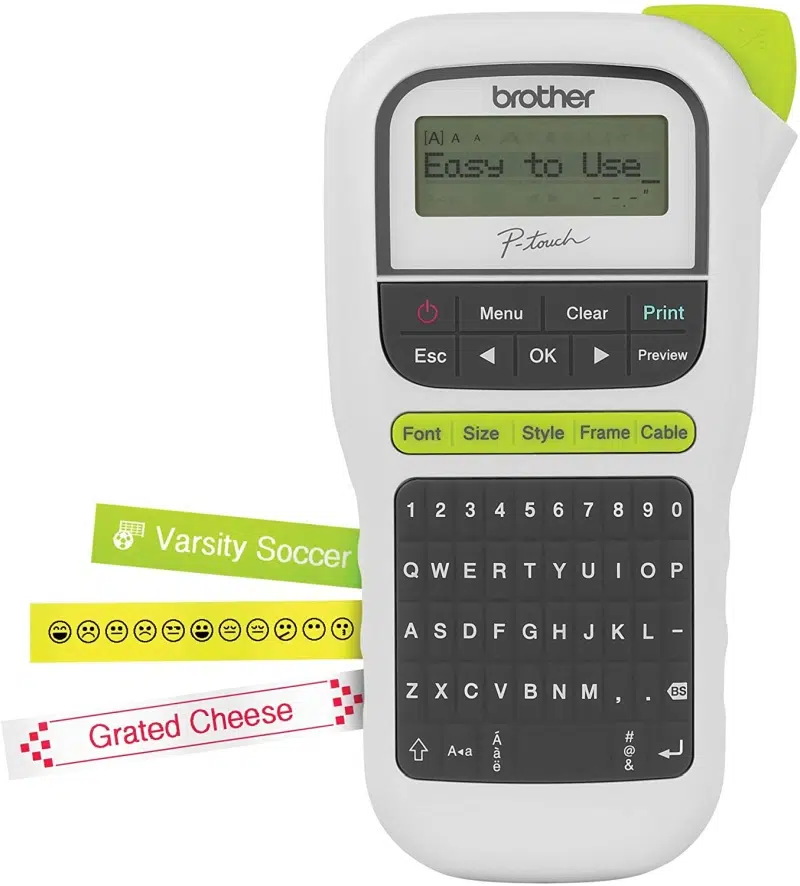 brother
[A] A A
Easy to Use_
P-touch
Menu Clear Print
Esc OK Preview
Font Size Style Frame Cable
1 2 3 4 5 6 7 8 9 0
Q W E R T Y U I O P
A S D F G H J K L -
Z X C V B N M , . BS
A◂a Á à ë # @ &
Varsity Soccer
Grated Cheese